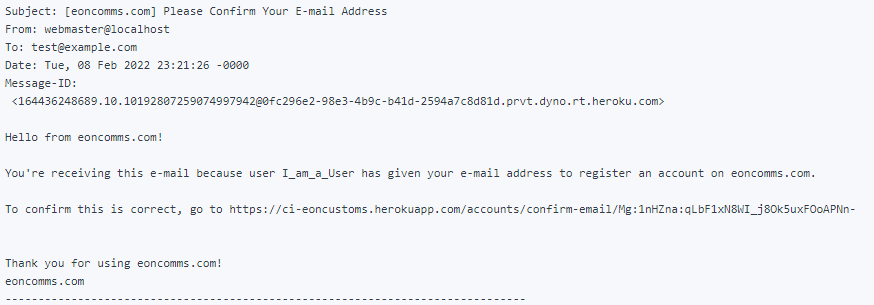 Subject: [eoncomms.com] Please Confirm Your E-mail Address
From: webmaster@localhost
To: test@example.com
Date: Tue, 08 Feb 2022 23:21:26 -0000
Message-ID:
<164436248689.10.10192807259074997942@0fc296e2-98e3-4b9c-b41d-2594a7c8d81d.prvt.dyno.rt.heroku.com>
Hello from eoncomms.com!
You're receiving this e-mail because user I_am_a_User has given your e-mail address to register an account on eoncomms.com.
To confirm this is correct, go to https://ci-eoncustoms.herokuapp.com/accounts/confirm-email/Mg:1nHZna:qLbF1xN8WI_j8Ok5uxFOoAPNn-
Thank you for using eoncomms.com!
eoncomms.com
-------------------------------------------------------------------------------